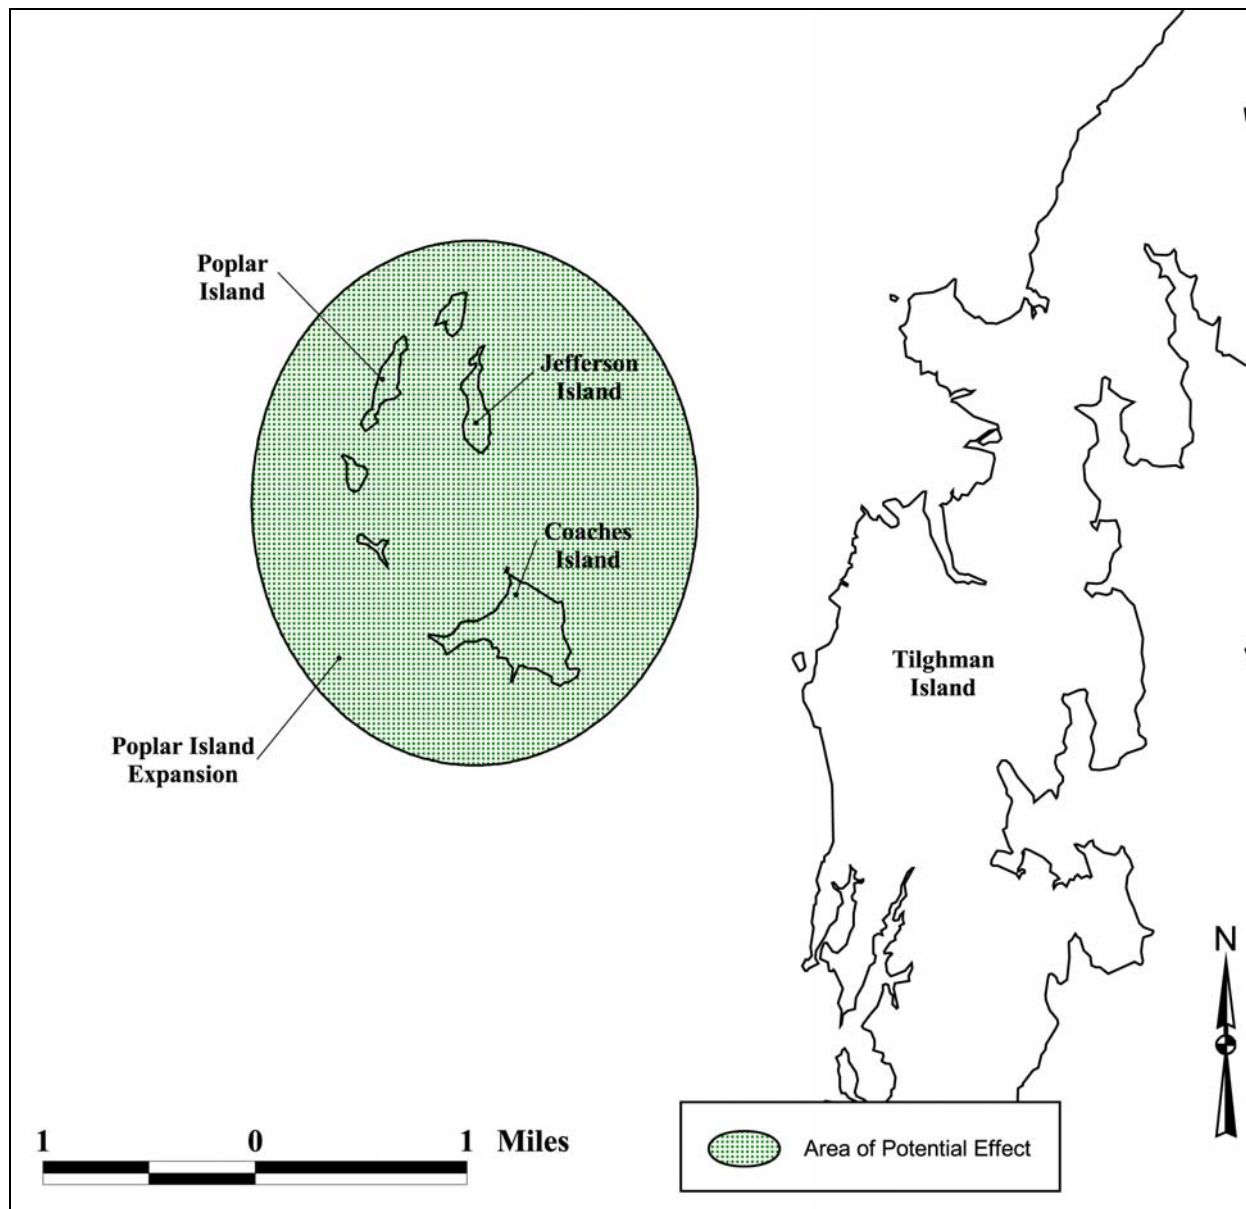 Poplar
Island
Jefferson
Island
Coaches
Island
Tilghman
Island
Poplar Island
Expansion
N
1 0 1 Miles
Area of Potential Effect